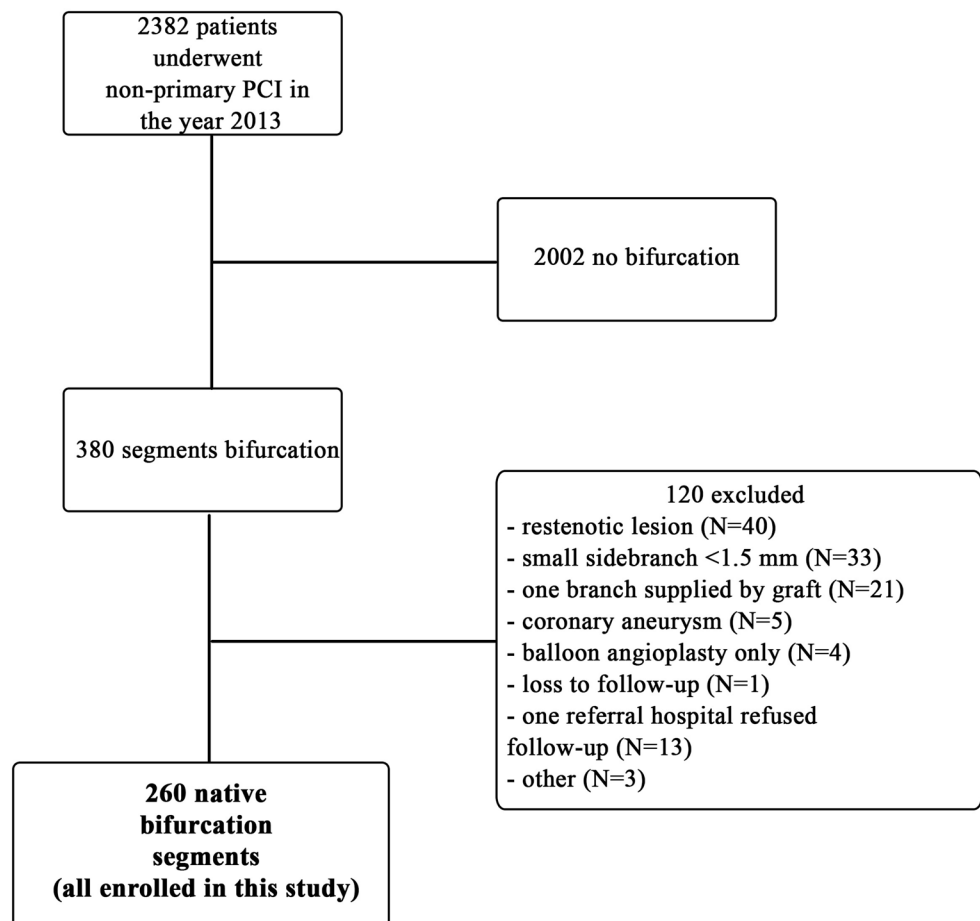 2382 patients
underwent
non-primary PCI in
the year 2013
2002 no bifurcation
380 segments bifurcation
120 excluded
- restenotic lesion (N=40)
- small sidebranch <1.5 mm (N=33)
- one branch supplied by graft (N=21)
- coronary aneurysm (N=5)
- balloon angioplasty only (N=4)
- loss to follow-up (N=1)
- one referral hospital refused
follow-up (N=13)
- other (N=3)
260 native
bifurcation
segments
(all enrolled in this study)